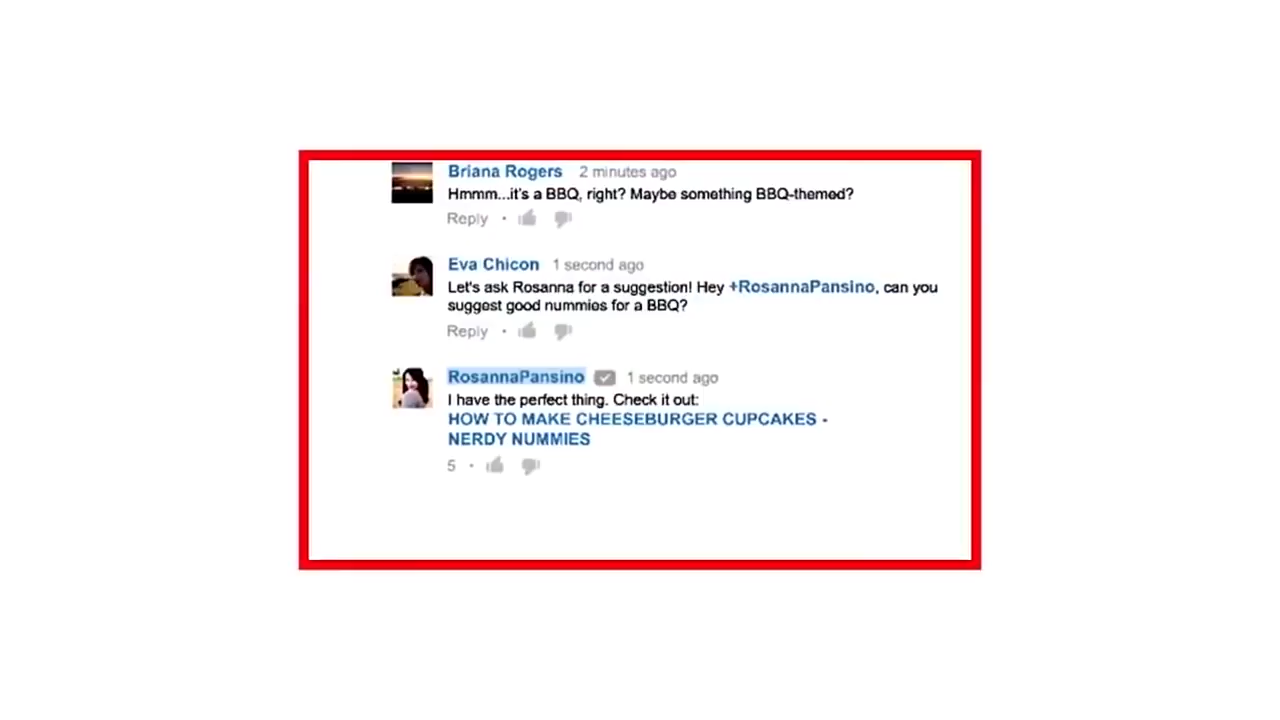 Briana Rogers 2 minutes ago
Hmmm...it's a BBQ, right? Maybe something BBQ-themed?
Reply •
Eva Chicon 1 second ago
Let's ask Rosanna for a suggestion! Hey +RosannaPansino, can you
suggest good nummies for a BBQ?
Reply •
RosannaPansino 1 second ago
I have the perfect thing. Check it out:
HOW TO MAKE CHEESEBURGER CUPCAKES -
NERDY NUMMIES
5 •